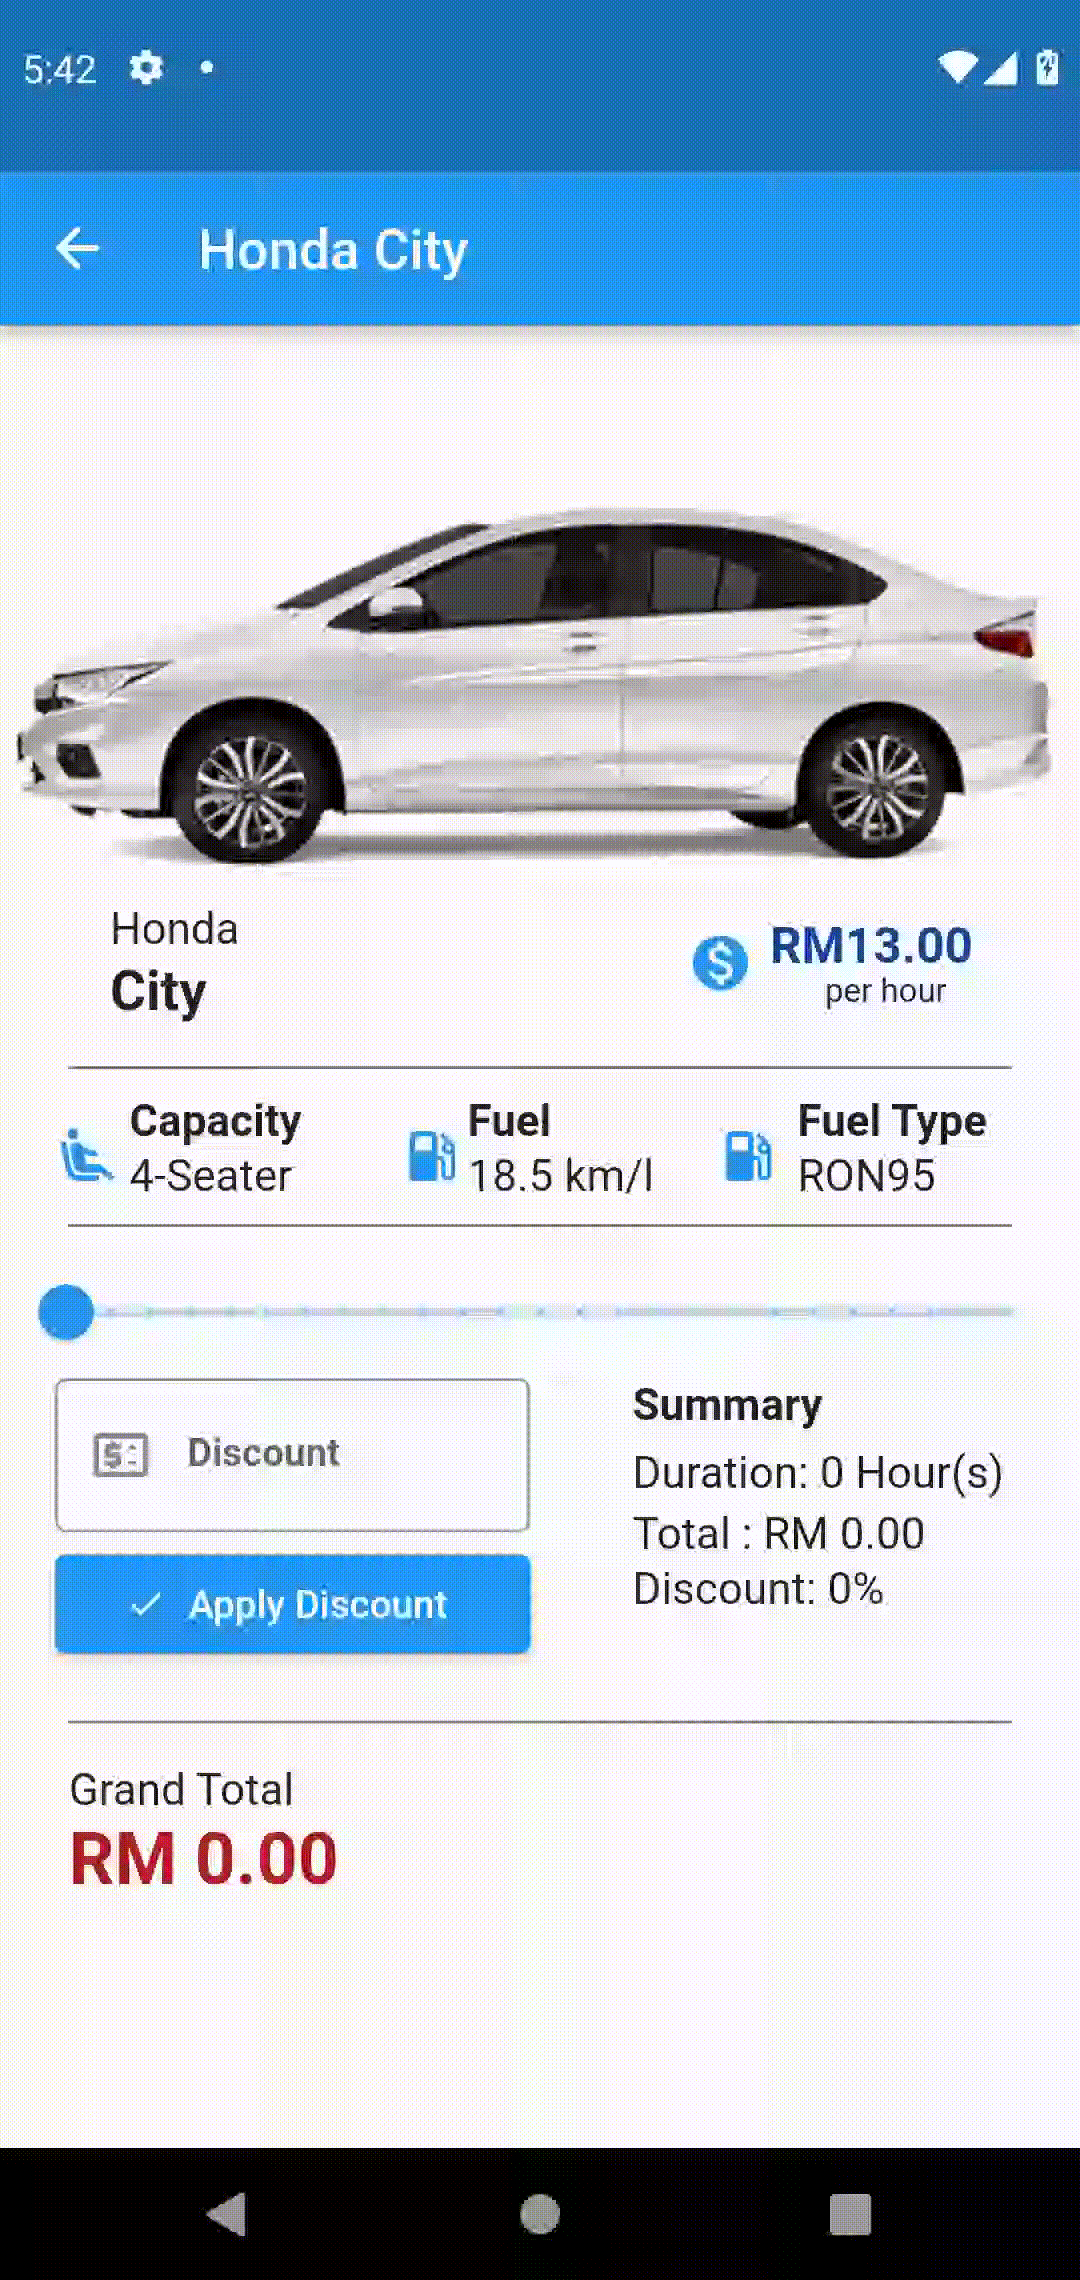 5:42
Honda City
Honda
City
RM13.00
per hour
Capacity
4-Seater
Fuel
18.5 km/l
Fuel Type
RON95
Discount
Apply Discount
Summary
Duration: 0 Hour(s)
Total : RM 0.00
Discount: 0%
Grand Total
RM 0.00